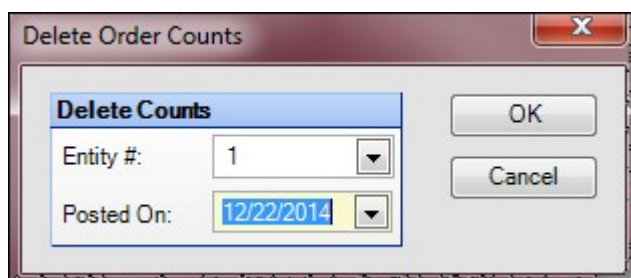 Delete Order Counts
Delete Counts
Entity #: 1
Posted On: 12/22/2014
OK
Cancel